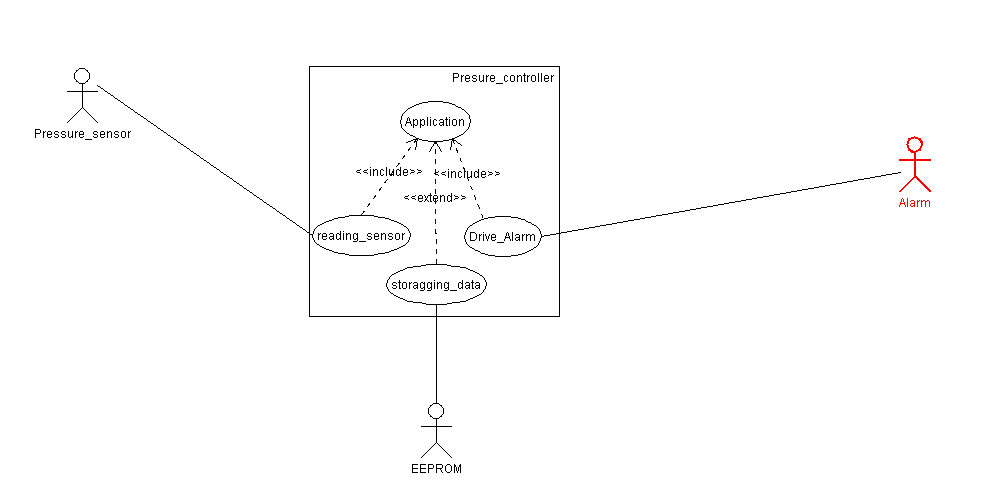 Presure_controller
Pressure_sensor
Application
<<include>>
<<include>>
<<extend>>
Alarm
reading_sensor
Drive_Alarm
storagging_data
EEPROM